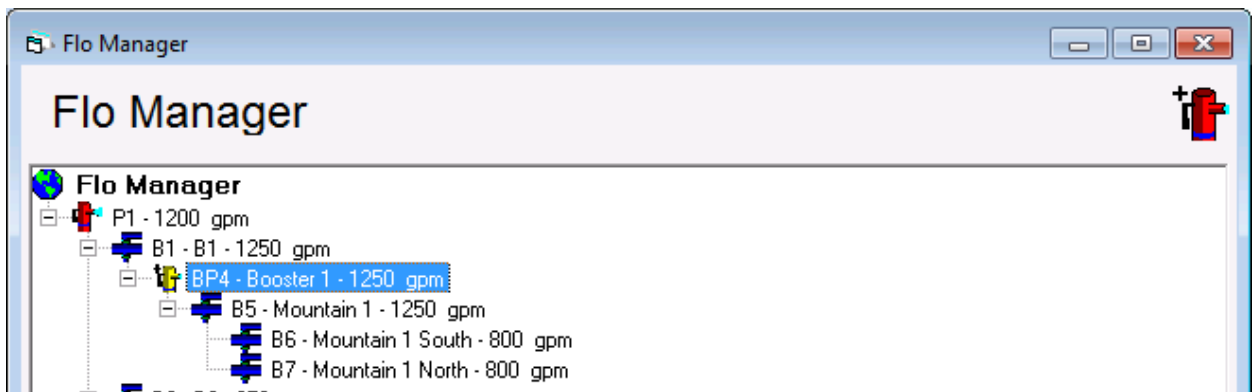 Flo Manager
Flo Manager
Flo Manager
P1 - 1200 gpm
B1 - B1 - 1250 gpm
BP4 - Booster 1 - 1250 gpm
B5 - Mountain 1 - 1250 gpm
B6 - Mountain 1 South - 800 gpm
B7 - Mountain 1 North - 800 gpm